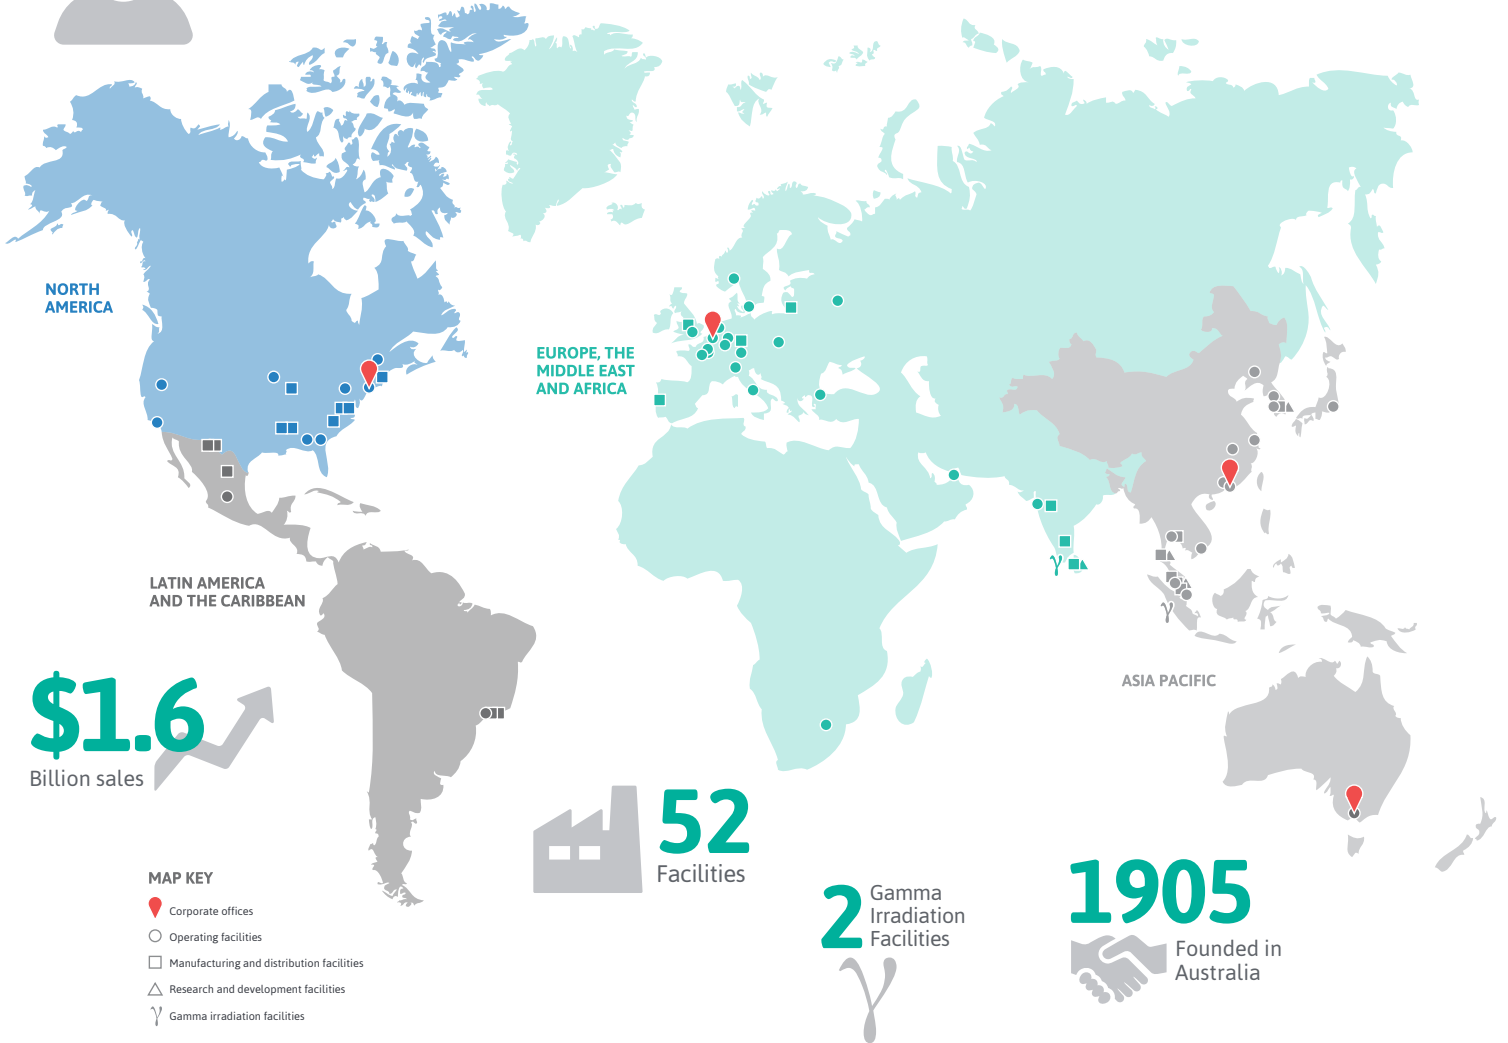 NORTH
AMERICA
EUROPE, THE
MIDDLE EAST
AND AFRICA
γ
γ
LATIN AMERICA
AND THE CARIBBEAN
ASIA PACIFIC
$1.6
Billion sales
52
Facilities
2
Gamma
Irradiation
Facilities
γ
1905
Founded in
Australia
MAP KEY
Corporate offices
Operating facilities
Manufacturing and distribution facilities
Research and development facilities
γ Gamma irradiation facilities